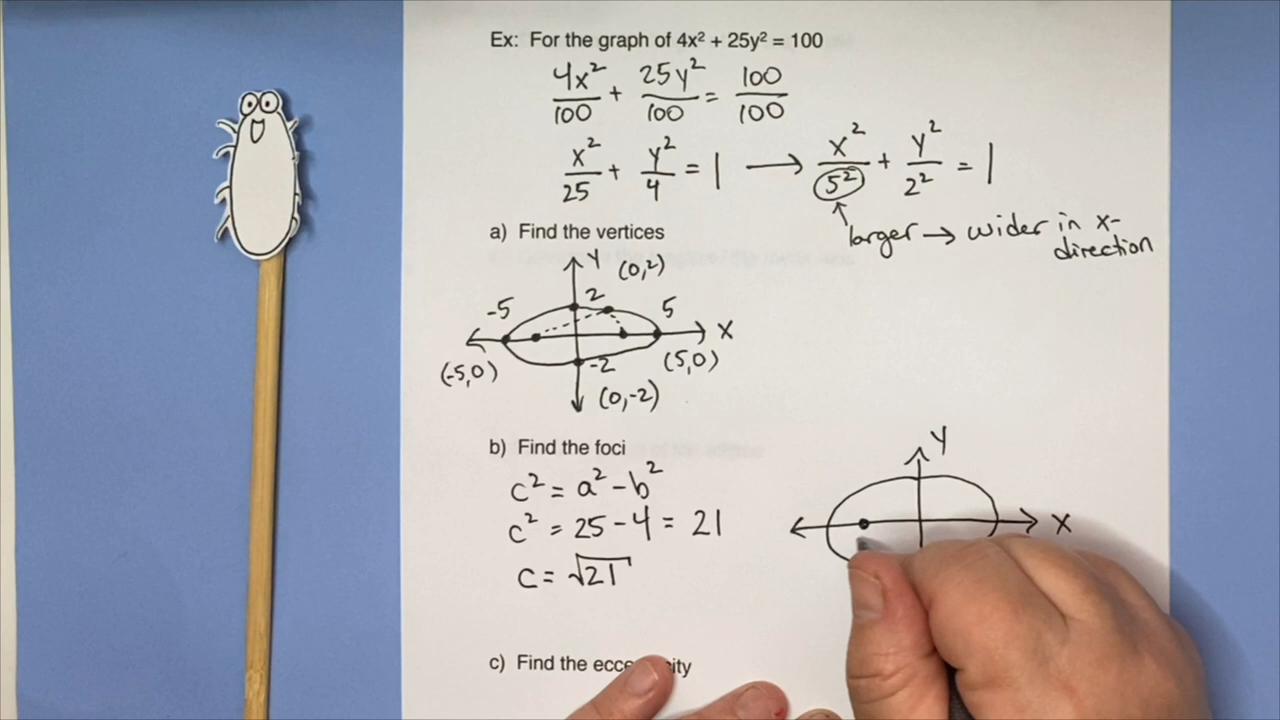 Ex: For the graph of 4x² + 25y² = 100
4x²/100 + 25y²/100 = 100/100
x²/25 + y²/4 = 1 → x²/5² + y²/2² = 1
larger → wider in x-
direction
a) Find the vertices
Y (0,2)
-5 2 5
X
(-5,0) -2 (5,0)
(0,-2)
b) Find the foci
c² = a² - b²
c² = 25 - 4 = 21
c = √21
Y
X
c) Find the